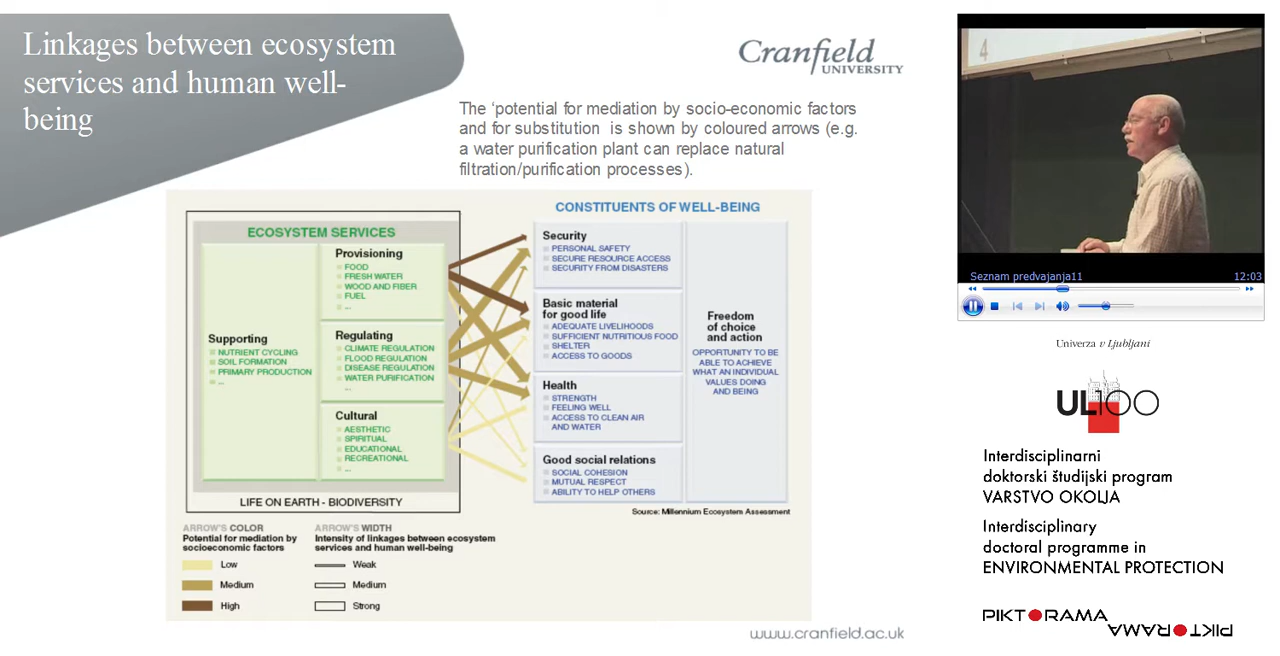 Linkages between ecosystem
services and human well-
being
Cranfield
UNIVERSITY
The ‘potential for mediation by socio-economic factors
and for substitution is shown by coloured arrows (e.g.
a water purification plant can replace natural
filtration/purification processes).
ECOSYSTEM SERVICES
Supporting
NUTRIENT CYCLING
SOIL FORMATION
PRIMARY PRODUCTION
...
Provisioning
FOOD
FRESH WATER
WOOD AND FIBER
FUEL
...
Regulating
CLIMATE REGULATION
FLOOD REGULATION
DISEASE REGULATION
WATER PURIFICATION
...
Cultural
AESTHETIC
SPIRITUAL
EDUCATIONAL
RECREATIONAL
...
LIFE ON EARTH - BIODIVERSITY
CONSTITUENTS OF WELL-BEING
Security
PERSONAL SAFETY
SECURE RESOURCE ACCESS
SECURITY FROM DISASTERS
Basic material
for good life
ADEQUATE LIVELIHOODS
SUFFICIENT NUTRITIOUS FOOD
SHELTER
ACCESS TO GOODS
Health
STRENGTH
FEELING WELL
ACCESS TO CLEAN AIR
AND WATER
Good social relations
SOCIAL COHESION
MUTUAL RESPECT
ABILITY TO HELP OTHERS
Freedom
of choice
and action
OPPORTUNITY TO BE
ABLE TO ACHIEVE
WHAT AN INDIVIDUAL
VALUES DOING
AND BEING
Source: Millennium Ecosystem Assessment
ARROW'S COLOR
Potential for mediation by
socioeconomic factors
Low
Medium
High
ARROW'S WIDTH
Intensity of linkages between ecosystem
services and human well-being
Weak
Medium
Strong
www.cranfield.ac.uk
4
Seznam predvajanja11 12:03
Univerza v Ljubljani
UL100
Interdisciplinarni
doktorski študijski program
VARSTVO OKOLJA
Interdisciplinary
doctoral programme in
ENVIRONMENTAL PROTECTION
PIKTORAMA
PIKTORAMA